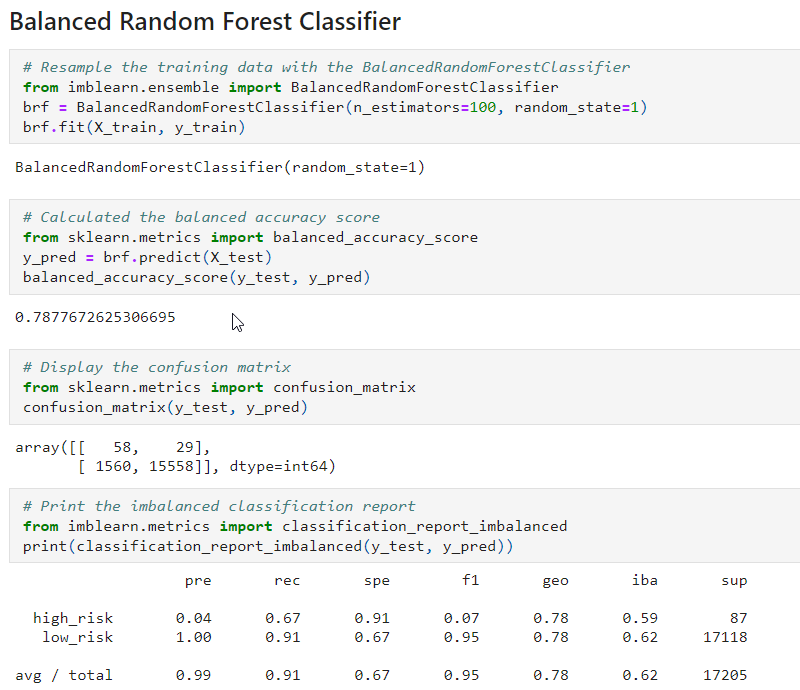 Balanced Random Forest Classifier
# Resample the training data with the BalancedRandomForestClassifier
from imblearn.ensemble import BalancedRandomForestClassifier
brf = BalancedRandomForestClassifier(n_estimators=100, random_state=1)
brf.fit(X_train, y_train)
BalancedRandomForestClassifier(random_state=1)
# Calculated the balanced accuracy score
from sklearn.metrics import balanced_accuracy_score
y_pred = brf.predict(X_test)
balanced_accuracy_score(y_test, y_pred)
0.7877672625306695
# Display the confusion matrix
from sklearn.metrics import confusion_matrix
confusion_matrix(y_test, y_pred)
array([[   58,    29],
       [ 1560, 15558]], dtype=int64)
# Print the imbalanced classification report
from imblearn.metrics import classification_report_imbalanced
print(classification_report_imbalanced(y_test, y_pred))
                   pre       rec       spe        f1       geo       iba       sup
  high_risk       0.04      0.67      0.91      0.07      0.78      0.59        87
   low_risk       1.00      0.91      0.67      0.95      0.78      0.62     17118
avg / total       0.99      0.91      0.67      0.95      0.78      0.62     17205